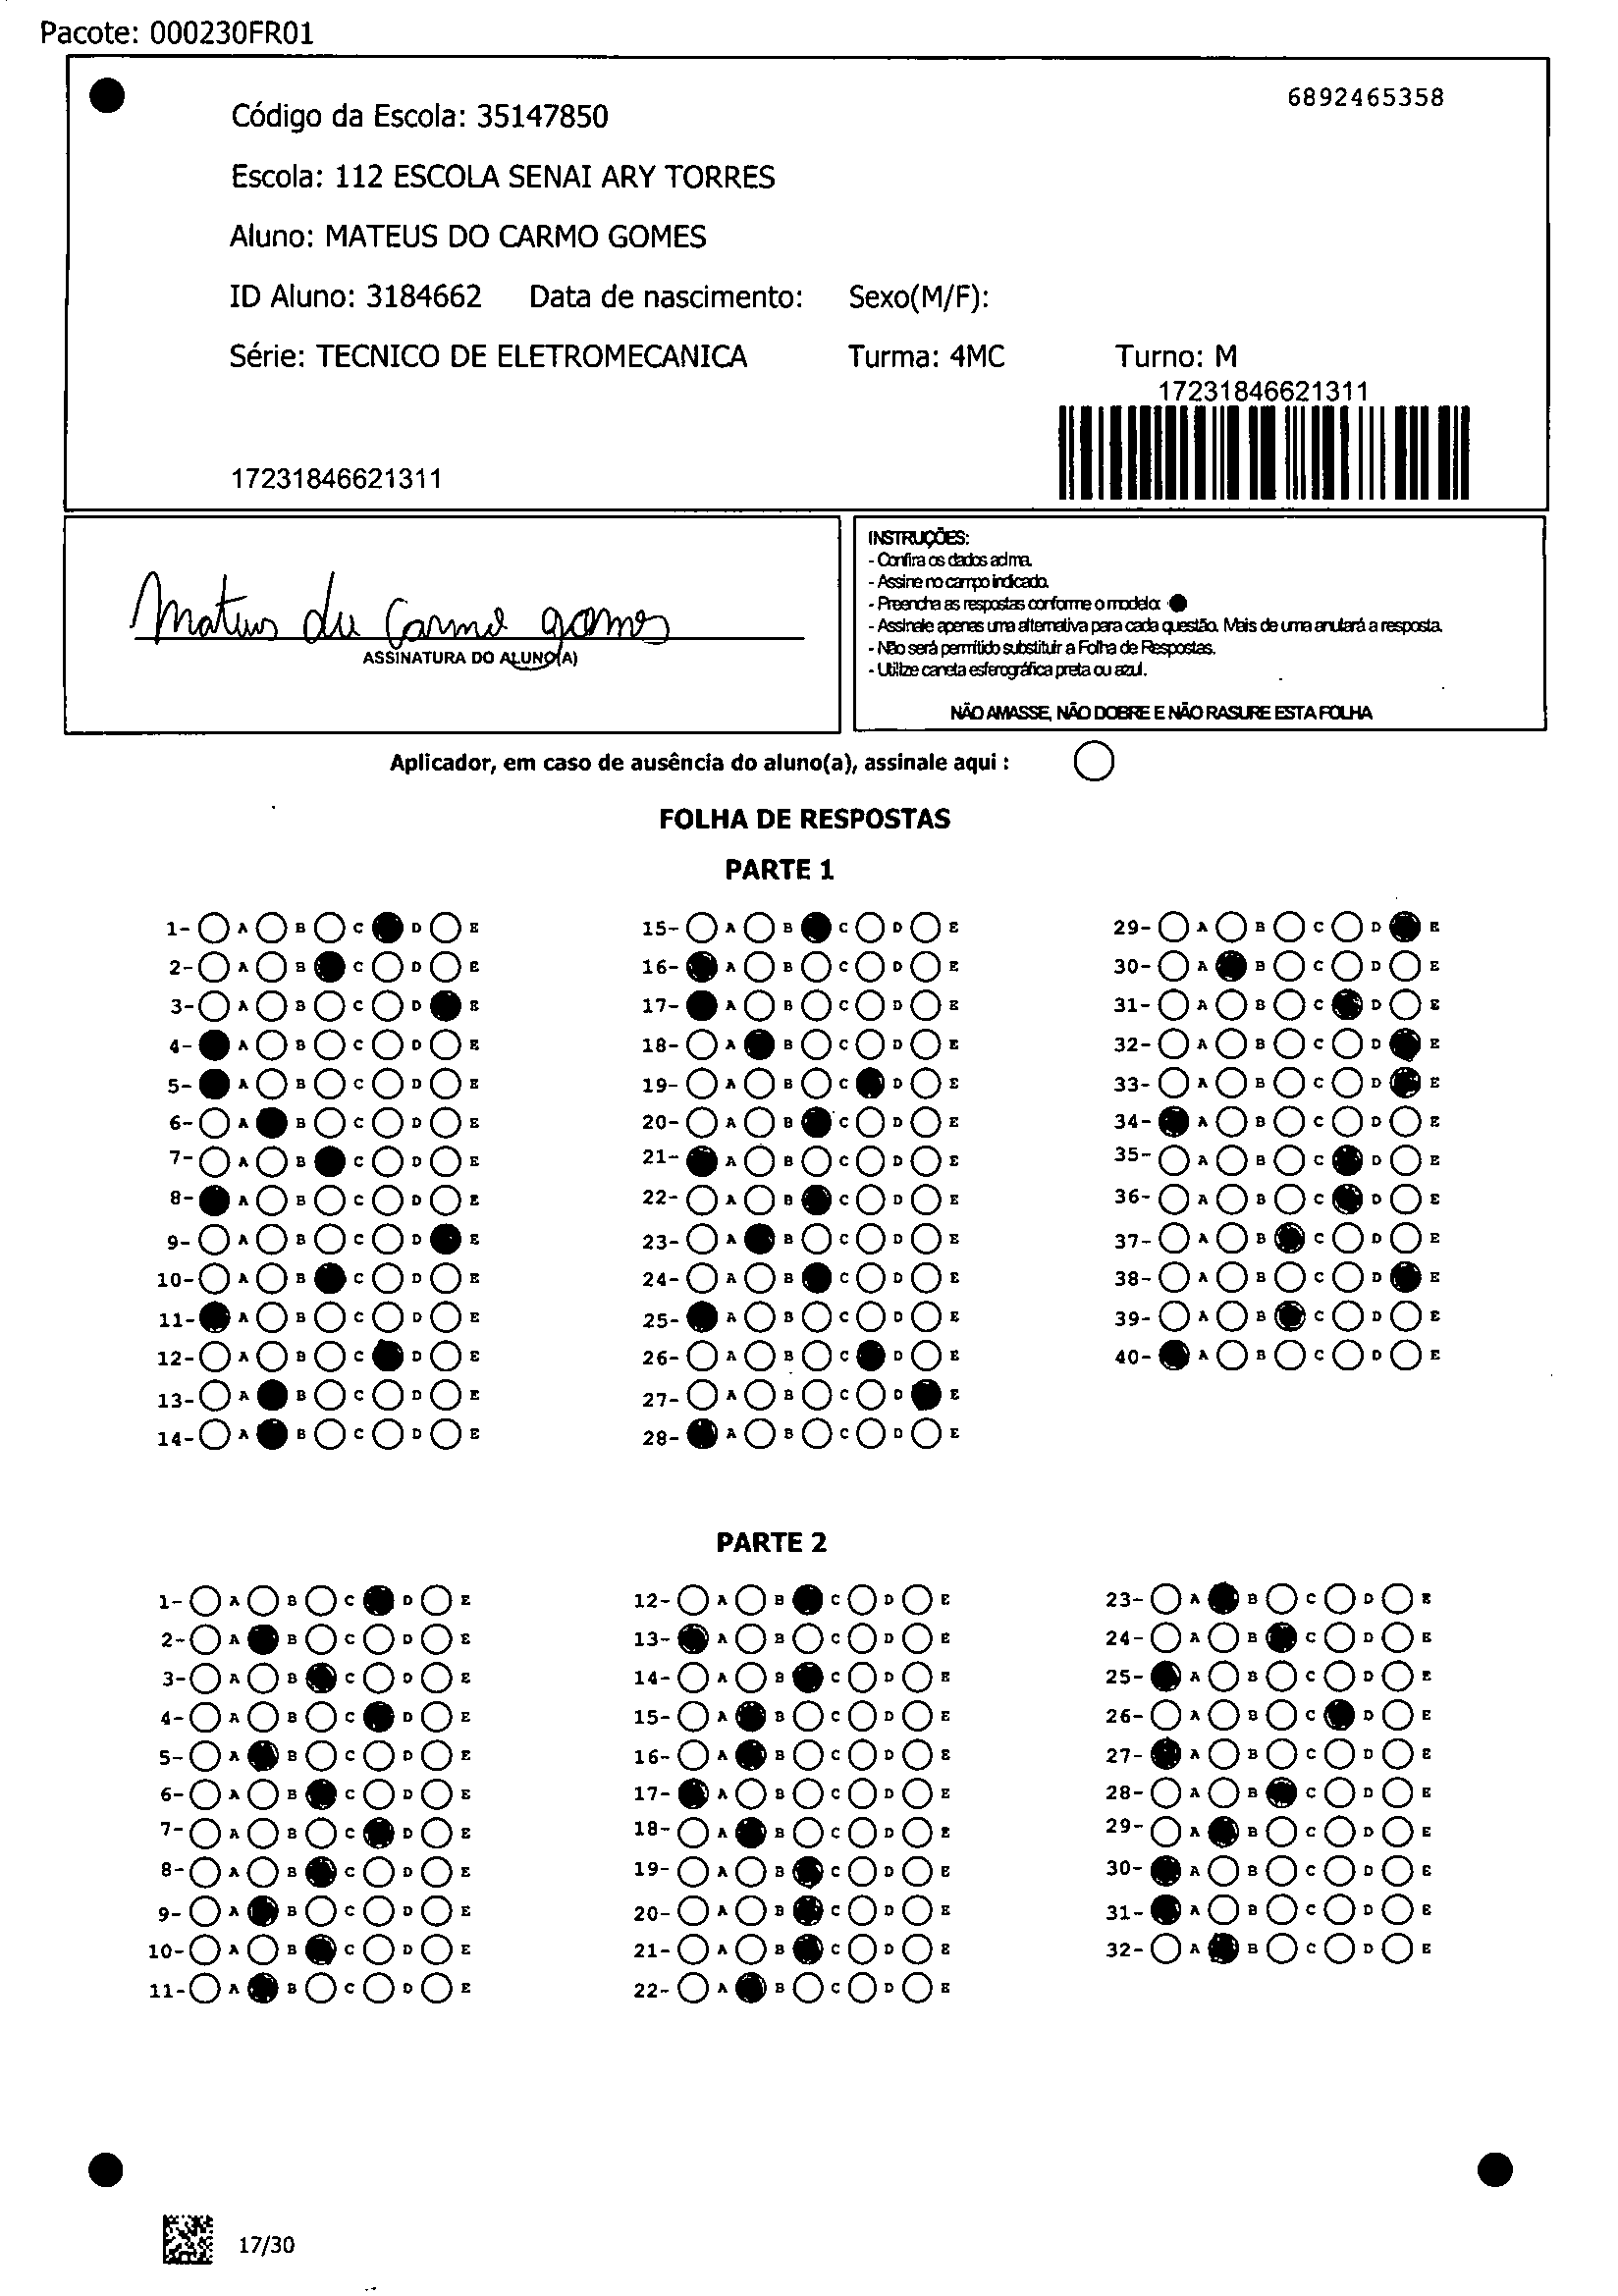 Pacote: 000230FR01
6892465358
Código da Escola: 35147850
Escola: 112 ESCOLA SENAI ARY TORRES
Aluno: MATEUS DO CARMO GOMES
ID Aluno: 3184662 Data de nascimento: Sexo(M/F):
Série: TECNICO DE ELETROMECANICA Turma: 4MC Turno: M
17231846621311
17231846621311
Mateus do Carmo gomes
ASSINATURA DO ALUNO(A)
INSTRUÇÕES:
- Confira os dados acima.
- Assine no campo indicado.
- Preencha as respostas conforme o modelo:
- Assinale apenas uma alternativa para cada questão. Mais de uma anulará a resposta.
- Não será permitido substituir a Folha de Respostas.
- Utilize caneta esferográfica preta ou azul.
NÃO AMASSE, NÃO DOBRE E NÃO RASURE ESTA FOLHA
Aplicador, em caso de ausência do aluno(a), assinale aqui :
FOLHA DE RESPOSTAS
PARTE 1
1- A B C D E
2- A B C D E
3- A B C D E
4- A B C D E
5- A B C D E
6- A B C D E
7- A B C D E
8- A B C D E
9- A B C D E
10- A B C D E
11- A B C D E
12- A B C D E
13- A B C D E
14- A B C D E
15- A B C D E
16- A B C D E
17- A B C D E
18- A B C D E
19- A B C D E
20- A B C D E
21- A B C D E
22- A B C D E
23- A B C D E
24- A B C D E
25- A B C D E
26- A B C D E
27- A B C D E
28- A B C D E
29- A B C D E
30- A B C D E
31- A B C D E
32- A B C D E
33- A B C D E
34- A B C D E
35- A B C D E
36- A B C D E
37- A B C D E
38- A B C D E
39- A B C D E
40- A B C D E
PARTE 2
1- A B C D E
2- A B C D E
3- A B C D E
4- A B C D E
5- A B C D E
6- A B C D E
7- A B C D E
8- A B C D E
9- A B C D E
10- A B C D E
11- A B C D E
12- A B C D E
13- A B C D E
14- A B C D E
15- A B C D E
16- A B C D E
17- A B C D E
18- A B C D E
19- A B C D E
20- A B C D E
21- A B C D E
22- A B C D E
23- A B C D E
24- A B C D E
25- A B C D E
26- A B C D E
27- A B C D E
28- A B C D E
29- A B C D E
30- A B C D E
31- A B C D E
32- A B C D E
17/30